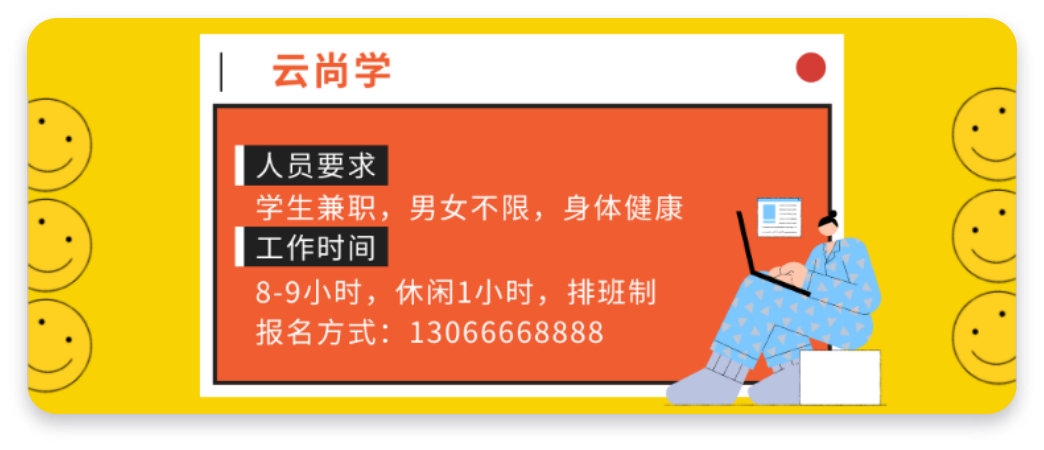 云尚学
人员要求
学生兼职，男女不限，身体健康
工作时间
8-9小时，休闲1小时，排班制
报名方式：13066668888